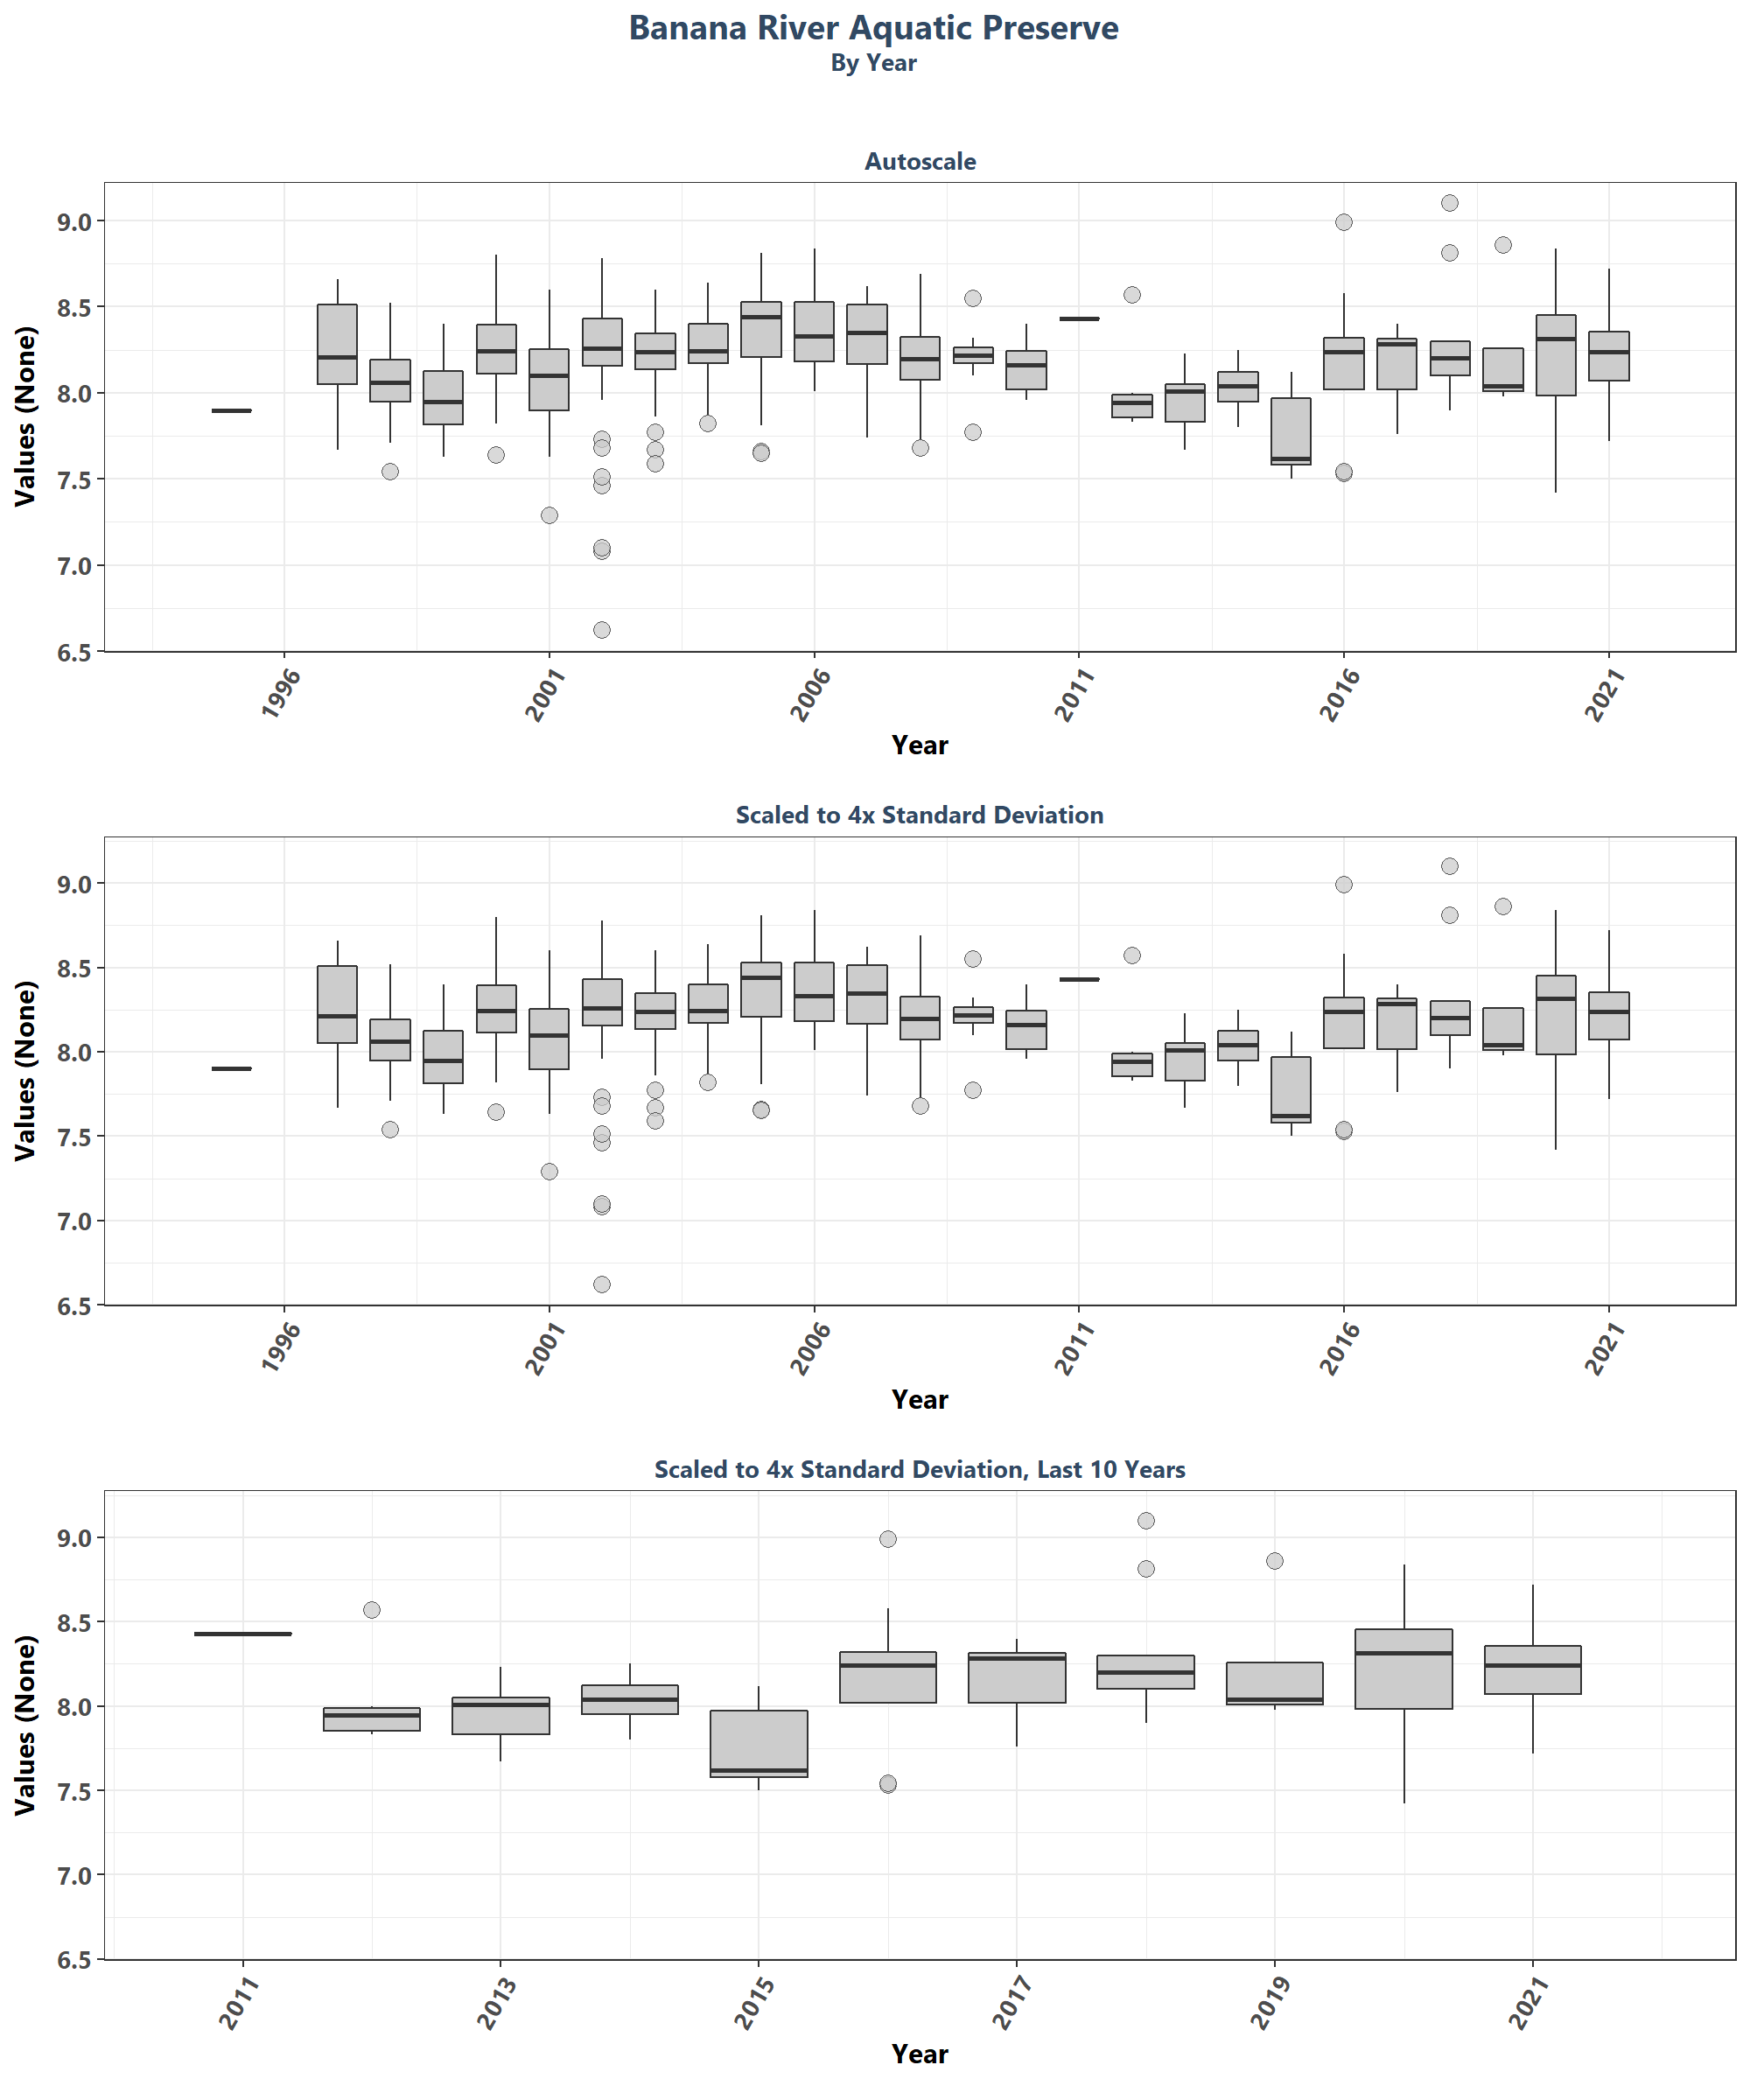 Banana River Aquatic Preserve
By Year
Autoscale
Values (None)
9.0
8.5
8.0
7.5
7.0
6.5
1996 2001 2006 2011 2016 2021
Year
Scaled to 4x Standard Deviation
Values (None)
9.0
8.5
8.0
7.5
7.0
6.5
1996 2001 2006 2011 2016 2021
Year
Scaled to 4x Standard Deviation, Last 10 Years
Values (None)
9.0
8.5
8.0
7.5
7.0
6.5
2011 2013 2015 2017 2019 2021
Year